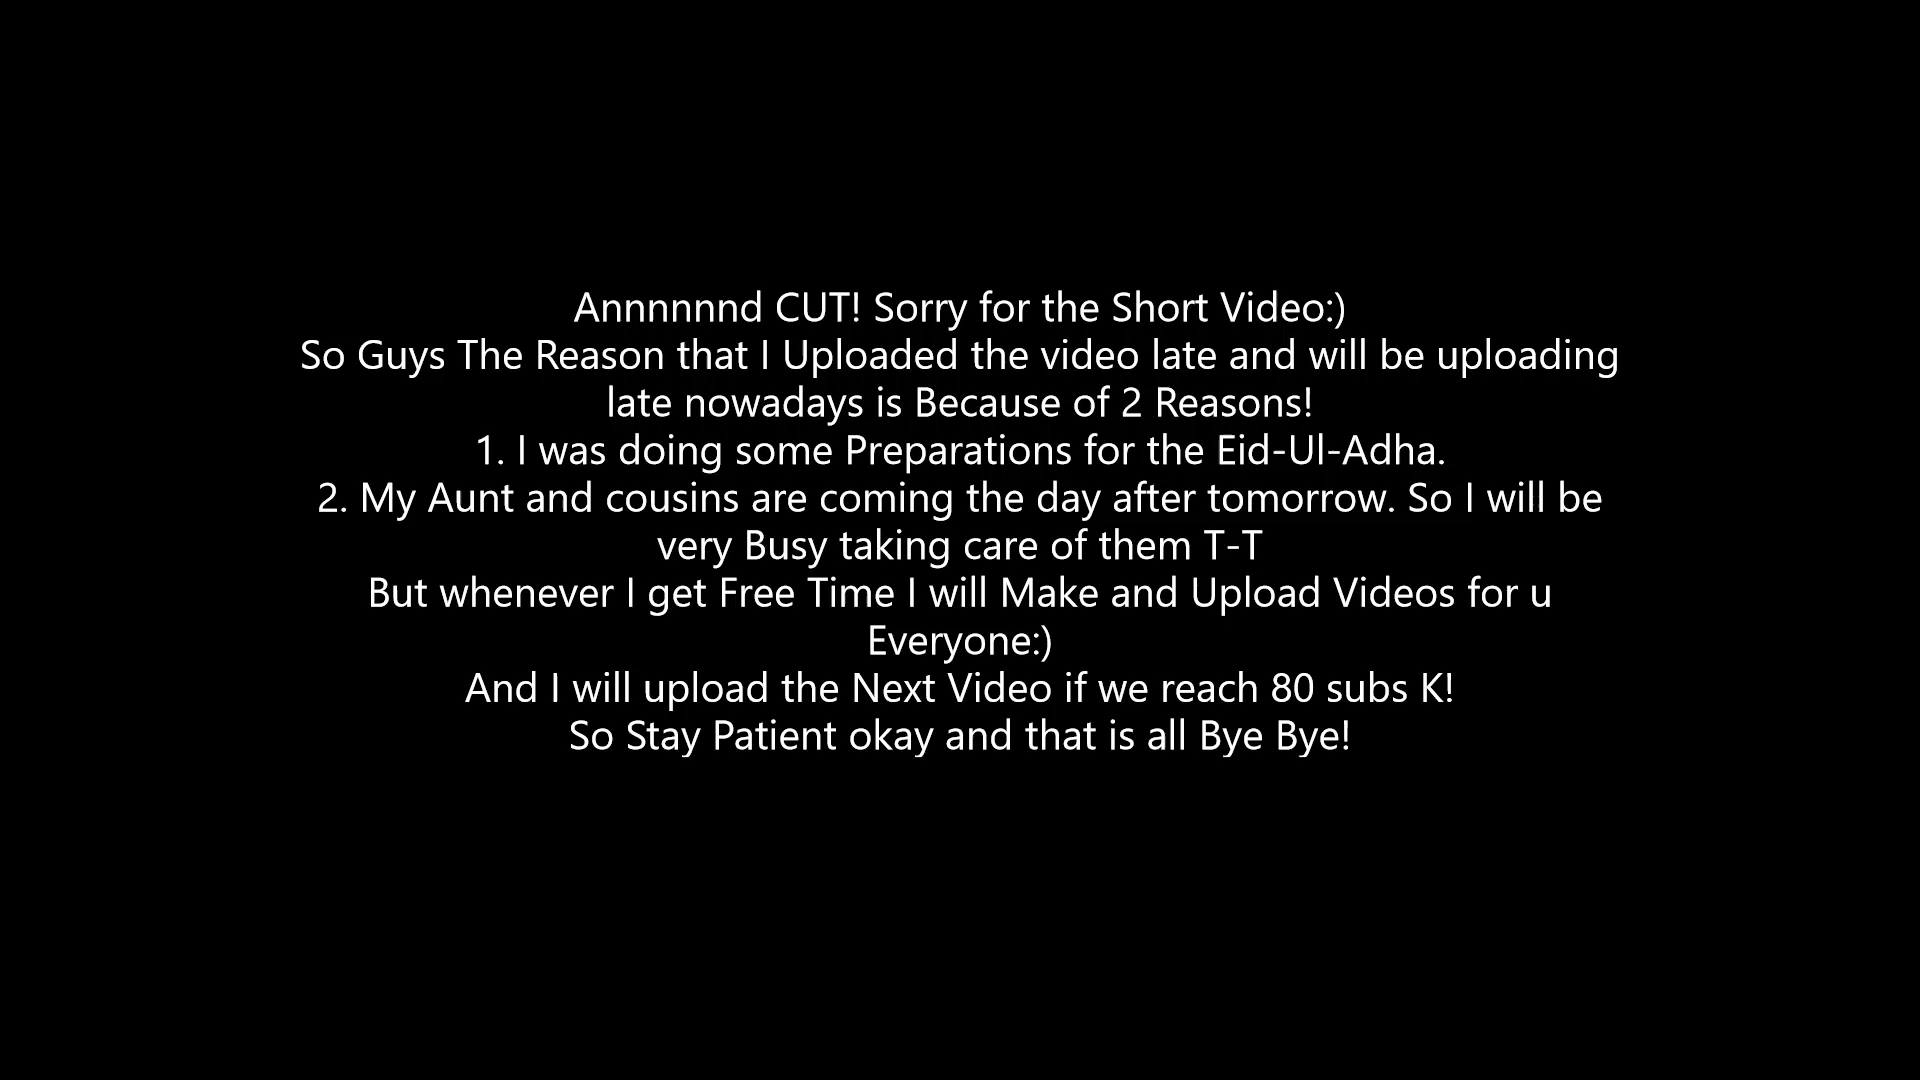 Annnnnnd CUT! Sorry for the Short Video:)
So Guys The Reason that I Uploaded the video late and will be uploading
late nowadays is Because of 2 Reasons!
1. I was doing some Preparations for the Eid-Ul-Adha.
2. My Aunt and cousins are coming the day after tomorrow. So I will be
very Busy taking care of them T-T
But whenever I get Free Time I will Make and Upload Videos for u
Everyone:)
And I will upload the Next Video if we reach 80 subs K!
So Stay Patient okay and that is all Bye Bye!